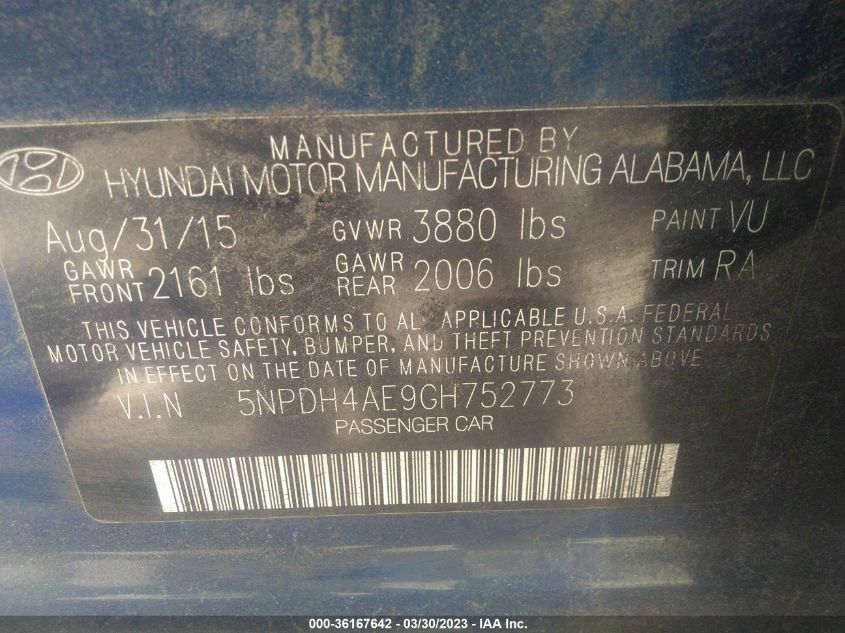 MANUFACTURED BY
HYUNDAI MOTOR MANUFACTURING ALABAMA, LLC
Aug/31/15 GVWR 3880 lbs PAINT VU
GAWR FRONT 2161 lbs GAWR REAR 2006 lbs TRIM RA
THIS VEHICLE CONFORMS TO ALL APPLICABLE U.S.A. FEDERAL
MOTOR VEHICLE SAFETY, BUMPER, AND THEFT PREVENTION STANDARDS
IN EFFECT ON THE DATE OF MANUFACTURE SHOWN ABOVE.
V.I.N 5NPDH4AE9GH752773
PASSENGER CAR
000-36167642 — 03/30/2023 — IAA Inc.